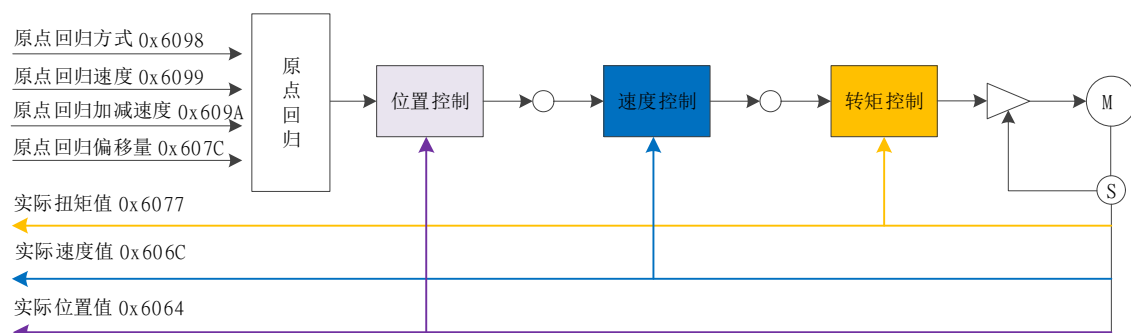 原点回归方式 0x6098
原点回归速度 0x6099
原点回归加减速度 0x609A
原点回归偏移量 0x607C
原点回归
位置控制
速度控制
转矩控制
M
S
实际扭矩值 0x6077
实际速度值 0x606C
实际位置值 0x6064